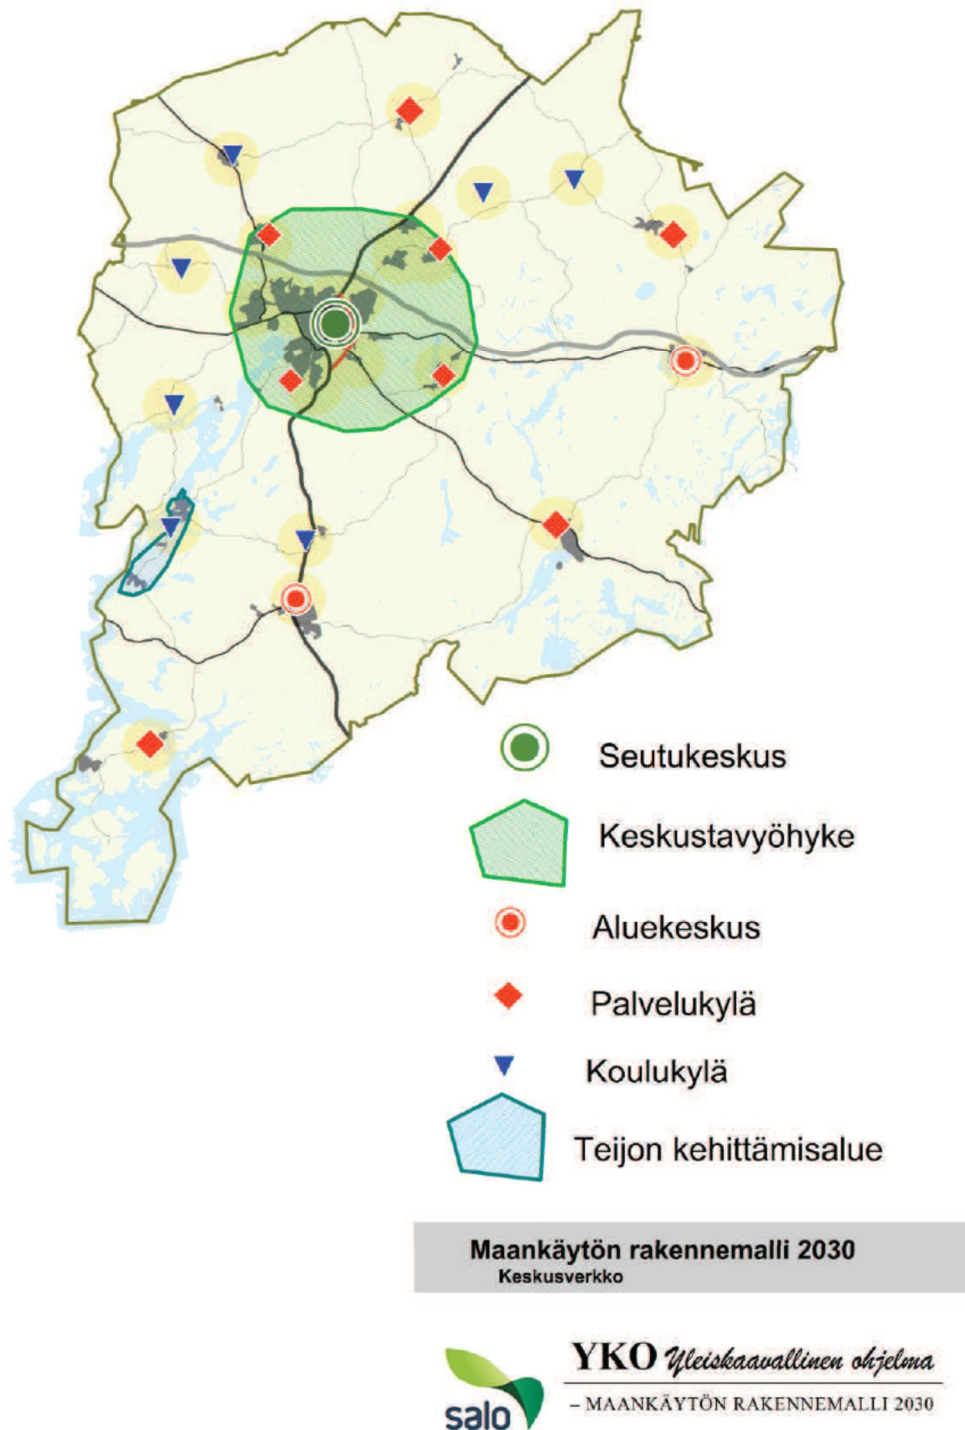 Seutukeskus
Keskustavyöhyke
Aluekeskus
Palvelukylä
Koulukylä
Teijon kehittämisalue
Maankäytön rakennemalli 2030
Keskusverkko
salo
YKO Yleiskaavallinen ohjelma
– MAANKÄYTÖN RAKENNEMALLI 2030